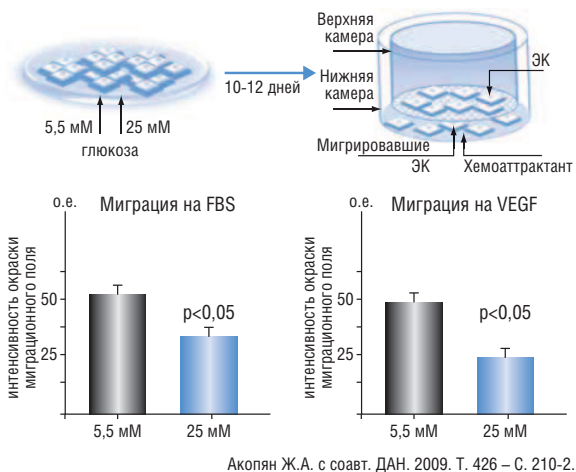 Верхняя
камера
ЭК
10-12 дней
Нижняя
камера
5,5 мМ
25 мМ
глюкоза
Мигрировавшие
ЭК
Хемоаттрактант
о.е.
Миграция на FBS
интенсивность окраски
миграционного поля
50
25
p<0,05
5,5 мМ
25 мМ
о.е.
Миграция на VEGF
интенсивность окраски
миграционного поля
50
25
p<0,05
5,5 мМ
25 мМ
Акопян Ж.А. с соавт. ДАН. 2009. Т. 426 – С. 210-2.